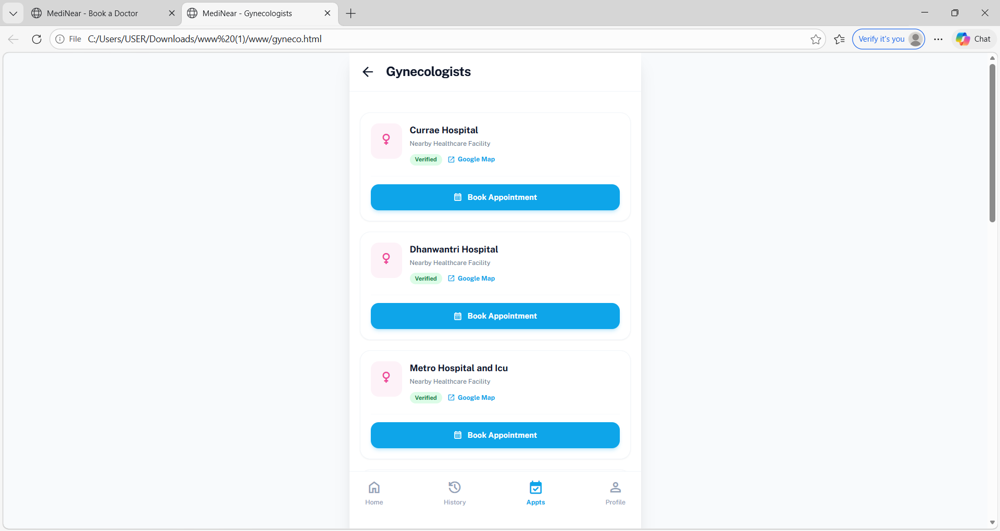 MediNear - Book a Doctor
MediNear - Gynecologists
File C:/Users/USER/Downloads/www%20(1)/www/gyneco.html
Verify it's you
Chat
Gynecologists
Currae Hospital
Nearby Healthcare Facility
Verified Google Map
Book Appointment
Dhanwantri Hospital
Nearby Healthcare Facility
Verified Google Map
Book Appointment
Metro Hospital and Icu
Nearby Healthcare Facility
Verified Google Map
Book Appointment
Home History Appts Profile